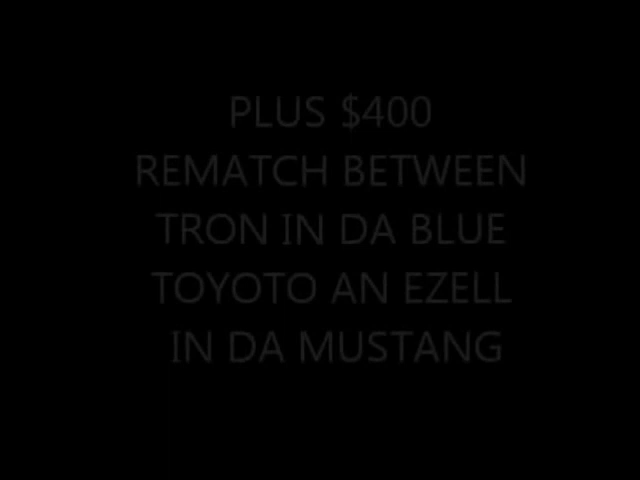 PLUS $400
REMATCH BETWEEN
TRON IN DA BLUE
TOYOTO AN EZELL
IN DA MUSTANG